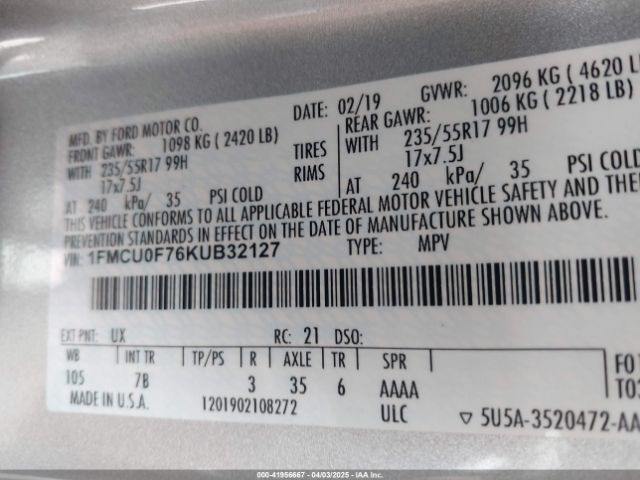 MFD. BY FORD MOTOR CO. DATE: 02/19 GVWR: 2096 KG ( 4620 L
FRONT GAWR: 1098 KG ( 2420 LB) REAR GAWR: 1006 KG ( 2218 LB)
WITH 235/55R17 99H TIRES WITH 235/55R17 99H
17x7.5J RIMS 17x7.5J
AT 240 kPa/ 35 PSI COLD AT 240 kPa/ 35 PSI COLD
THIS VEHICLE CONFORMS TO ALL APPLICABLE FEDERAL MOTOR VEHICLE SAFETY AND THE
PREVENTION STANDARDS IN EFFECT ON THE DATE OF MANUFACTURE SHOWN ABOVE.
VIN: 1FMCU0F76KUB32127 TYPE: MPV
EXT PNT: UX RC: 21 DSO:
WB INT TR TP/PS R AXLE TR SPR
105 7B 3 35 6 AAAA
MADE IN U.S.A. 1201902108272 ULC
▽ 5U5A-3520472-AA
000-41956667 - 04/03/2025 - IAAI.COM